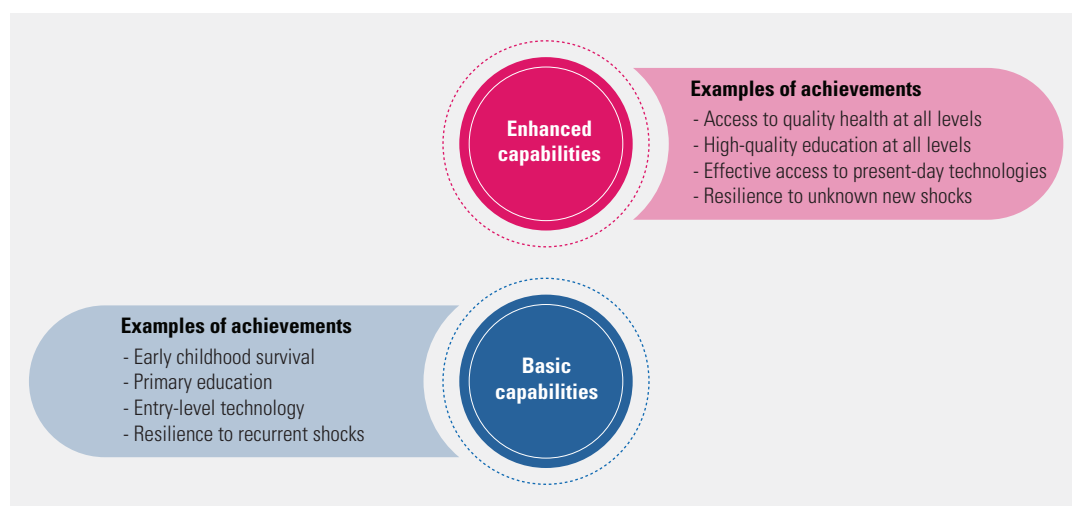 Enhanced
capabilities
Examples of achievements
- Access to quality health at all levels
- High-quality education at all levels
- Effective access to present-day technologies
- Resilience to unknown new shocks
Examples of achievements
- Early childhood survival
- Primary education
- Entry-level technology
- Resilience to recurrent shocks
Basic
capabilities